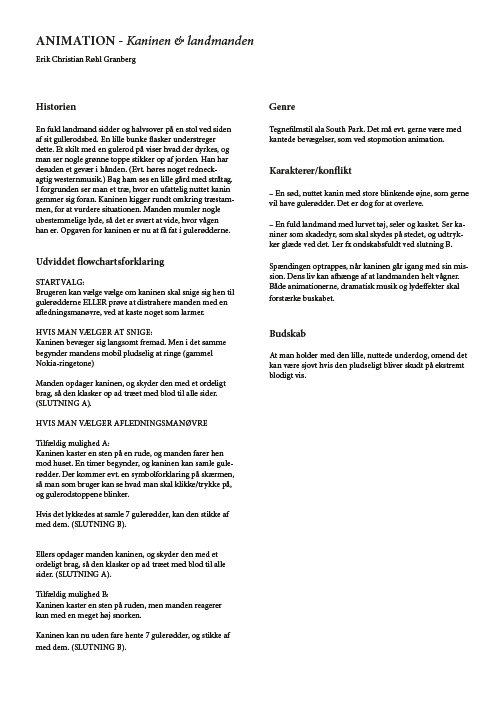 ANIMATION - Kaninen & landmanden
Erik Christian Røhl Granberg
Historien
En fuld landmand sidder og halvsover på en stol ved siden
af sit gullerodsbed. En lille bunke flasker understreger
dette. Et skilt med en gulerod på viser hvad der dyrkes, og
man ser nogle grønne toppe stikker op af jorden. Han har
desuden et gevær i hånden. (Evt. høres noget redneck-
agtig westernmusik.) Bag ham ses en lille gård med stråtag.
I forgrunden ser man et træ, hvor en ufattelig nuttet kanin
gemmer sig foran. Kaninen kigger rundt omkring træstam-
men, for at vurdere situationen. Manden mumler nogle
ubestemmelige lyde, så det er svært at vide, hvor vågen
han er. Opgaven for kaninen er nu at få fat i gulerødderne.
Udviddet flowchartsforklaring
STARTVALG:
Brugeren kan vælge vælge om kaninen skal snige sig hen til
gulerødderne ELLER prøve at distrahere manden med en
afledningsmanøvre, ved at kaste noget som larmer.
HVIS MAN VÆLGER AT SNIGE:
Kaninen bevæger sig langsomt fremad. Men i det samme
begynder mandens mobil pludselig at ringe (gammel
Nokia-ringetone)
Manden opdager kaninen, og skyder den med et ordeligt
brag, så den klasker op ad træet med blod til alle sider.
(SLUTNING A).
HVIS MAN VÆLGER AFLEDNINGSMANØVRE
Tilfældig mulighed A:
Kaninen kaster en sten på en rude, og manden farer hen
mod huset. En timer begynder, og kaninen kan samle gule-
rødder. Der kommer evt. en symbolforklaring på skærmen,
så man som bruger kan se hvad man skal klikke/trykke på,
og gulerodstoppene blinker.
Hvis det lykkedes at samle 7 gulerødder, kan den stikke af
med dem. (SLUTNING B).
Ellers opdager manden kaninen, og skyder den med et
ordeligt brag, så den klasker op ad træet med blod til alle
sider. (SLUTNING A).
Tilfældig mulighed B:
Kaninen kaster en sten på ruden, men manden reagerer
kun med en meget høj snorken.
Kaninen kan nu uden fare hente 7 gulerødder, og stikke af
med dem. (SLUTNING B).
Genre
Tegnefilmstil ala South Park. Det må evt. gerne være med
kantede bevægelser, som ved stopmotion animation.
Karakterer/konflikt
– En sød, nuttet kanin med store blinkende øjne, som gerne
vil have gulerødder. Det er dog for at overleve.
– En fuld landmand med lurvet tøj, seler og kasket. Ser ka-
niner som skadedyr, som skal skydes på stedet, og udtryk-
ker glæde ved det. Ler fx ondskabsfuldt ved slutning B.
Spændingen optrappes, når kaninen går igang med sin mis-
sion. Dens liv kan afhænge af at landmanden helt vågner.
Både animationerne, dramatisk musik og lydeffekter skal
forstærke buskabet.
Budskab
At man holder med den lille, nuttede underdog, omend det
kan være sjovt hvis den pludseligt bliver skudt på ekstremt
blodigt vis.